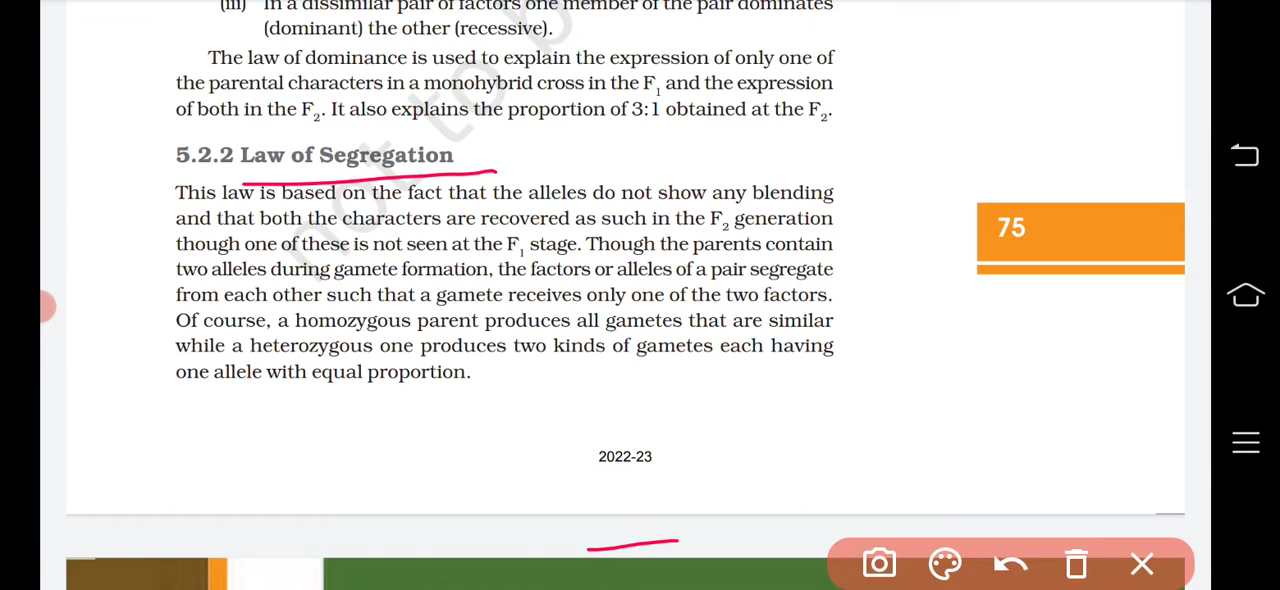 (iii) In a dissimilar pair of factors one member of the pair dominates
(dominant) the other (recessive).
The law of dominance is used to explain the expression of only one of
the parental characters in a monohybrid cross in the F1 and the expression
of both in the F2. It also explains the proportion of 3:1 obtained at the F2.
5.2.2 Law of Segregation
This law is based on the fact that the alleles do not show any blending
and that both the characters are recovered as such in the F2 generation
though one of these is not seen at the F1 stage. Though the parents contain
two alleles during gamete formation, the factors or alleles of a pair segregate
from each other such that a gamete receives only one of the two factors.
Of course, a homozygous parent produces all gametes that are similar
while a heterozygous one produces two kinds of gametes each having
one allele with equal proportion.
75
2022-23
not to b